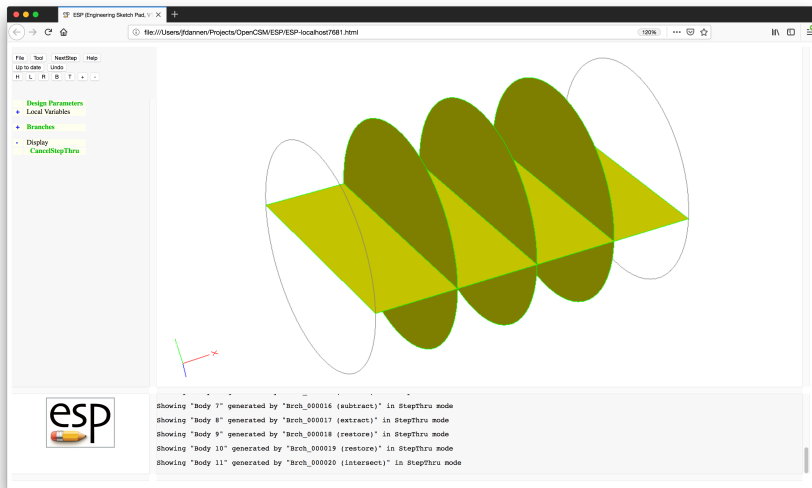 ESP (Engineering Sketch Pad, V
file:///Users/jfdannen/Projects/OpenCSM/ESP/ESP-localhost7681.html
120%
File Tool NextStep Help
Up to date Undo
H L R B T + -
Design Parameters
+ Local Variables
+ Branches
- Display
CancelStepThru
X
esp
Showing "Body 7" generated by "Brch_000016 (subtract)" in StepThru mode
Showing "Body 8" generated by "Brch_000017 (extract)" in StepThru mode
Showing "Body 9" generated by "Brch_000018 (restore)" in StepThru mode
Showing "Body 10" generated by "Brch_000019 (restore)" in StepThru mode
Showing "Body 11" generated by "Brch_000020 (intersect)" in StepThru mode